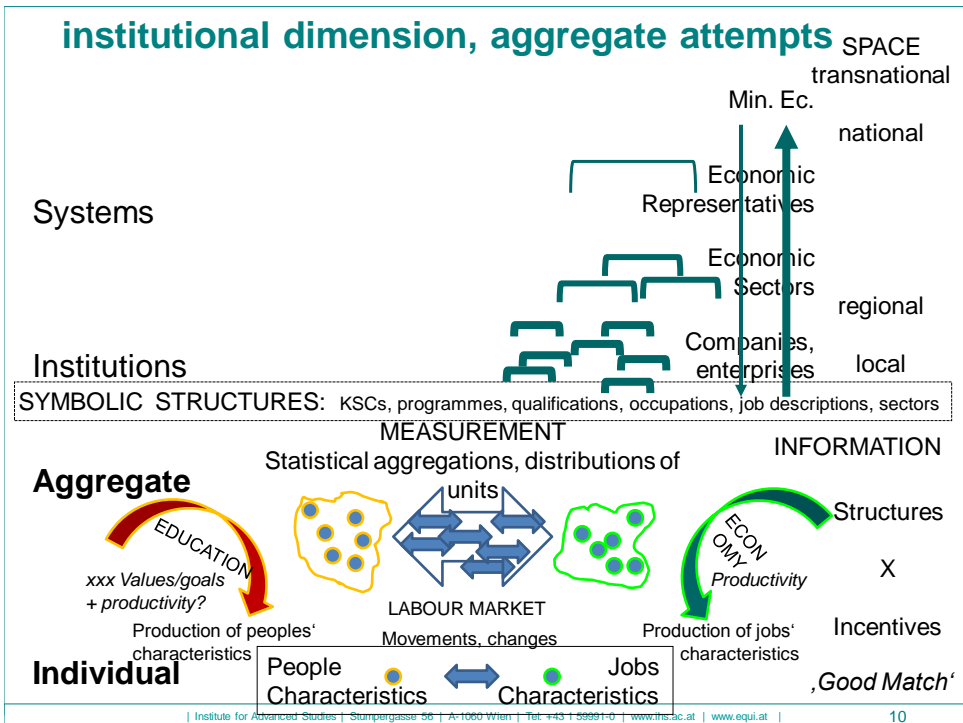 institutional dimension, aggregate attempts
SPACE
transnational
Min. Ec.
national
Economic
Representatives
Systems
Economic
Sectors
regional
Companies,
enterprises
Institutions
local
SYMBOLIC STRUCTURES: KSCs, programmes, qualifications, occupations, job descriptions, sectors
MEASUREMENT
INFORMATION
Statistical aggregations, distributions of
units
Aggregate
Structures
EDUCATION
ECON
OMY
xxx Values/goals
+ productivity?
Productivity
X
LABOUR MARKET
Production of peoples‘
characteristics
Movements, changes
Production of jobs‘
characteristics
Incentives
Individual
People
Characteristics
Jobs
Characteristics
‚Good Match‘
| Institute for Advanced Studies | Stumpergasse 56 | A-1060 Wien | Tel: +43 1 59991-0 | www.ihs.ac.at | www.equi.at | 10